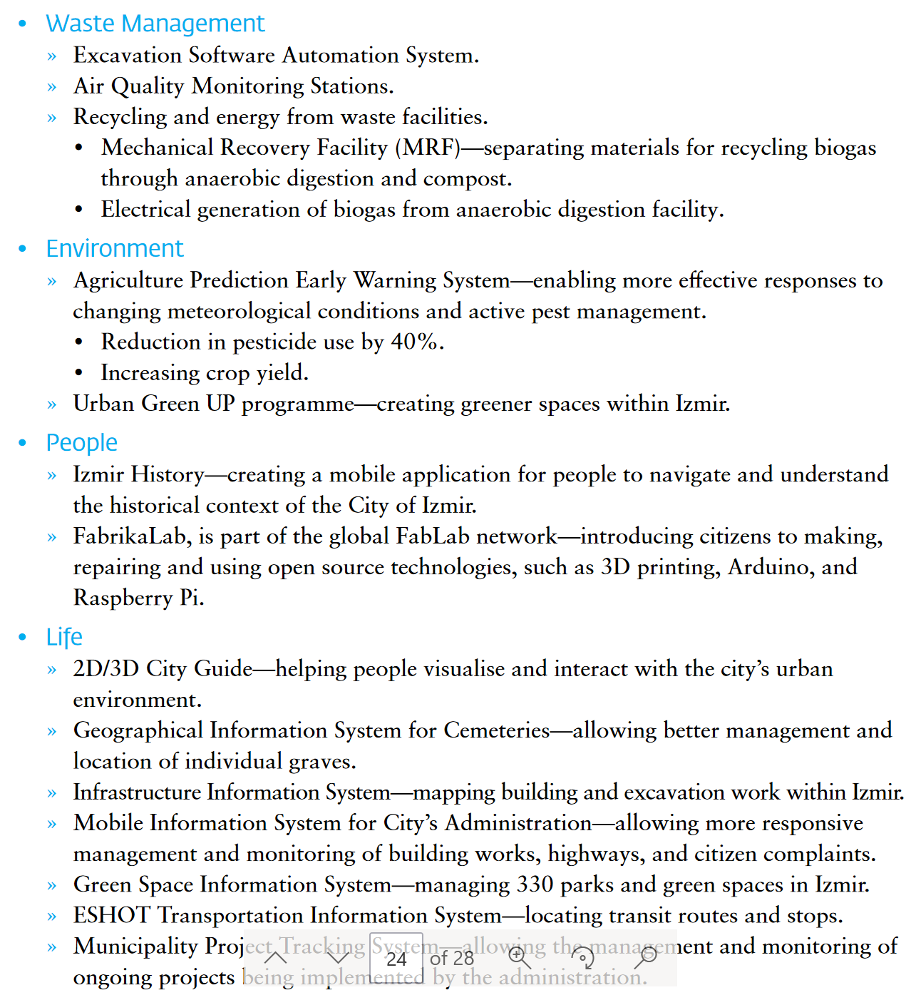 • Waste Management
» Excavation Software Automation System.
» Air Quality Monitoring Stations.
» Recycling and energy from waste facilities.
• Mechanical Recovery Facility (MRF)—separating materials for recycling biogas
through anaerobic digestion and compost.
• Electrical generation of biogas from anaerobic digestion facility.
• Environment
» Agriculture Prediction Early Warning System—enabling more effective responses to
changing meteorological conditions and active pest management.
• Reduction in pesticide use by 40%.
• Increasing crop yield.
» Urban Green UP programme—creating greener spaces within Izmir.
• People
» Izmir History—creating a mobile application for people to navigate and understand
the historical context of the City of Izmir.
» FabrikaLab, is part of the global FabLab network—introducing citizens to making,
repairing and using open source technologies, such as 3D printing, Arduino, and
Raspberry Pi.
• Life
» 2D/3D City Guide—helping people visualise and interact with the city’s urban
environment.
» Geographical Information System for Cemeteries—allowing better management and
location of individual graves.
» Infrastructure Information System—mapping building and excavation work within Izmir.
» Mobile Information System for City’s Administration—allowing more responsive
management and monitoring of building works, highways, and citizen complaints.
» Green Space Information System—managing 330 parks and green spaces in Izmir.
» ESHOT Transportation Information System—locating transit routes and stops.
» Municipality Project Tracking System—allowing the management and monitoring of
ongoing projects being implemented by the administration.
24 of 28